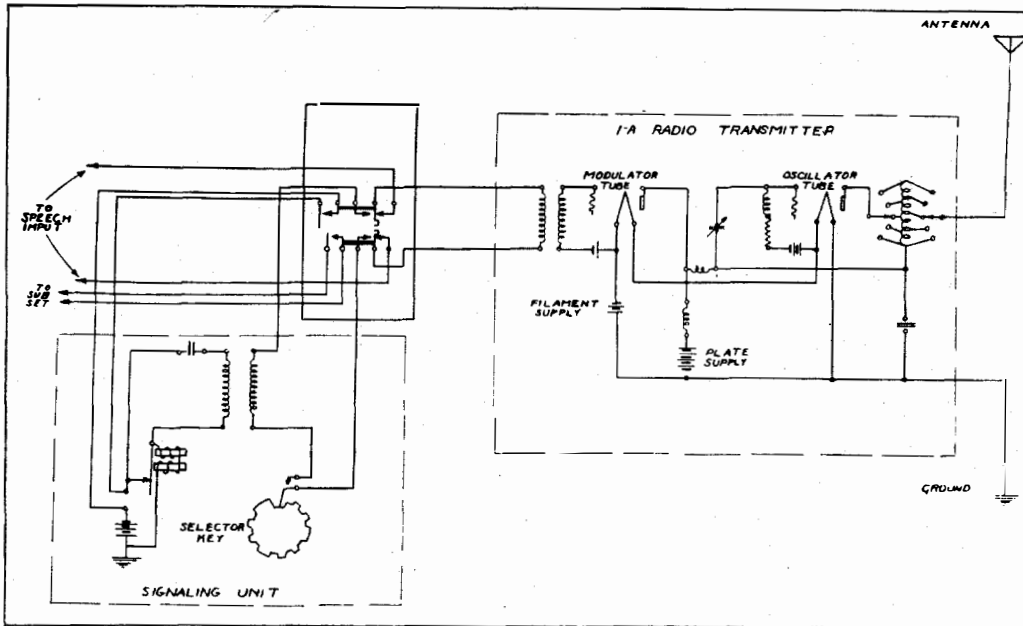 ANTENNA
1-A RADIO TRANSMITTER
MODULATOR
TUBE
OSCILLATOR
TUBE
TO
SPEECH
INPUT
TO
SUB
SET
FILAMENT
SUPPLY
PLATE
SUPPLY
SELECTOR
KEY
GROUND
SIGNALING UNIT